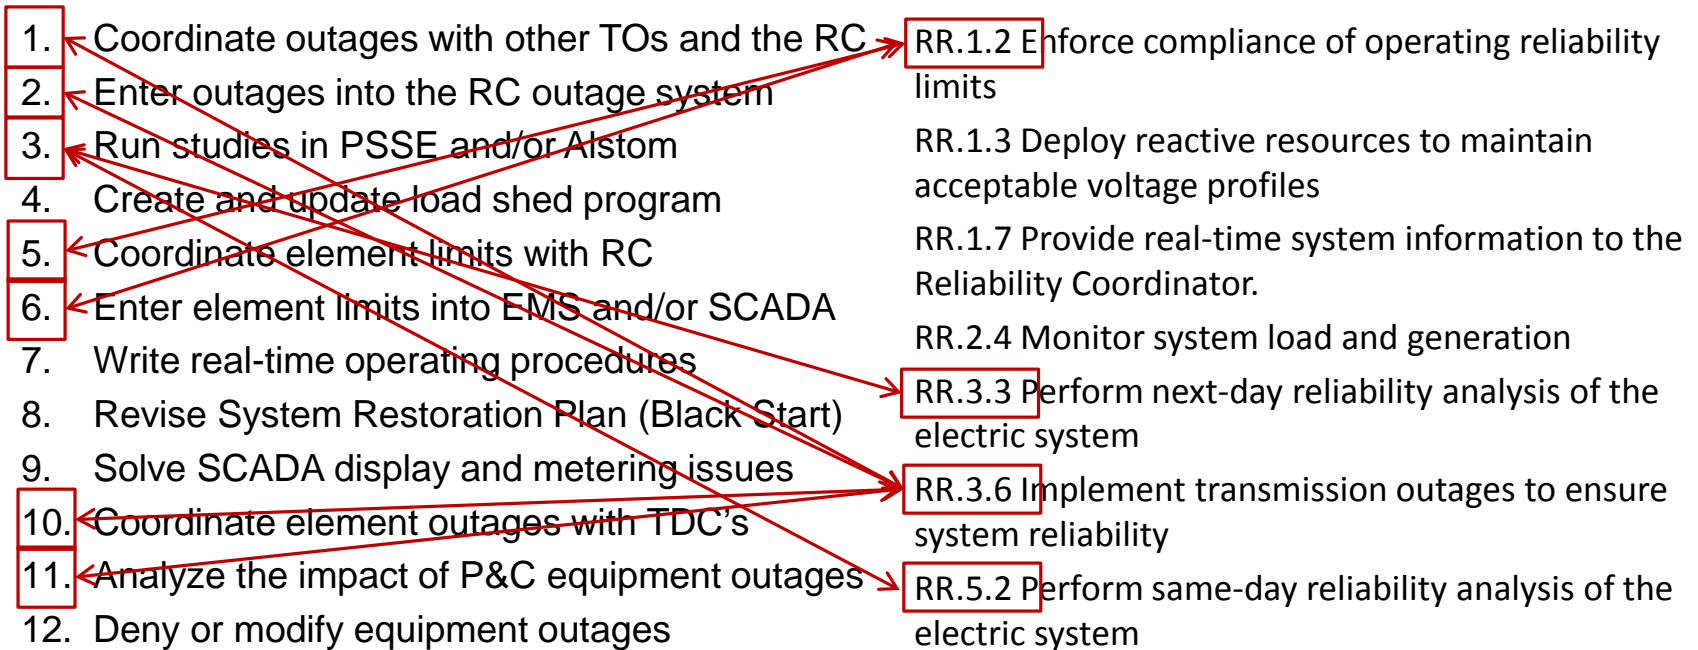 1. Coordinate outages with other TOs and the RC
2. Enter outages into the RC outage system
3. Run studies in PSSE and/or Alstom
4. Create and update load shed program
5. Coordinate element limits with RC
6. Enter element limits into EMS and/or SCADA
7. Write real-time operating procedures
8. Revise System Restoration Plan (Black Start)
9. Solve SCADA display and metering issues
10. Coordinate element outages with TDC's
11. Analyze the impact of P&C equipment outages
12. Deny or modify equipment outages
RR.1.2 Enforce compliance of operating reliability
limits
RR.1.3 Deploy reactive resources to maintain
acceptable voltage profiles
RR.1.7 Provide real-time system information to the
Reliability Coordinator.
RR.2.4 Monitor system load and generation
RR.3.3 Perform next-day reliability analysis of the
electric system
RR.3.6 Implement transmission outages to ensure
system reliability
RR.5.2 Perform same-day reliability analysis of the
electric system